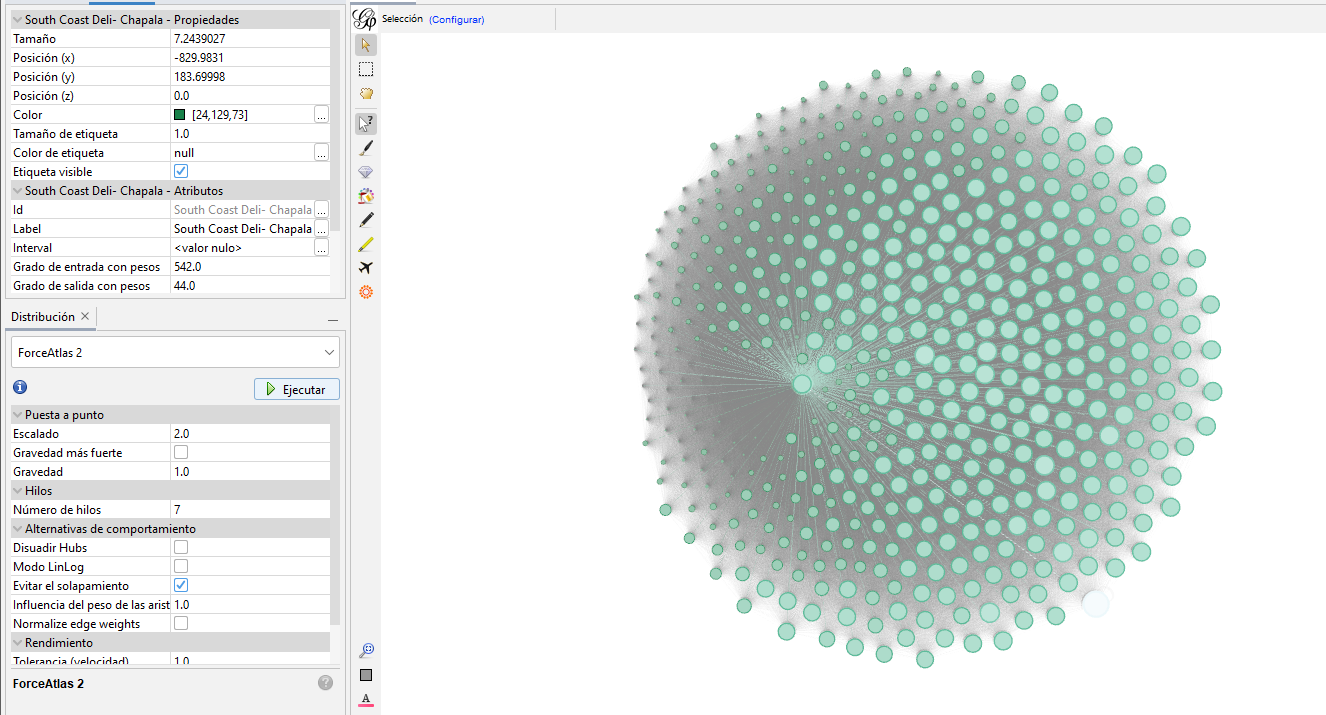 South Coast Deli- Chapala - Propiedades
Tamaño 7.2439027
Posición (x) -829.9831
Posición (y) 183.69998
Posición (z) 0.0
Color [24,129,73] ...
Tamaño de etiqueta 1.0
Color de etiqueta null ...
Etiqueta visible
South Coast Deli- Chapala - Atributos
Id South Coast Deli- Chapala ...
Label South Coast Deli- Chapala ...
Interval <valor nulo> ...
Grado de entrada con pesos 542.0
Grado de salida con pesos 44.0
Distribución
ForceAtlas 2
Ejecutar
Puesta a punto
Escalado 2.0
Gravedad más fuerte
Gravedad 1.0
Hilos
Número de hilos 7
Alternativas de comportamiento
Disuadir Hubs
Modo LinLog
Evitar el solapamiento
Influencia del peso de las arist 1.0
Normalize edge weights
Rendimiento
Tolerancia (velocidad) 1.0
ForceAtlas 2
Selección (Configurar)
A